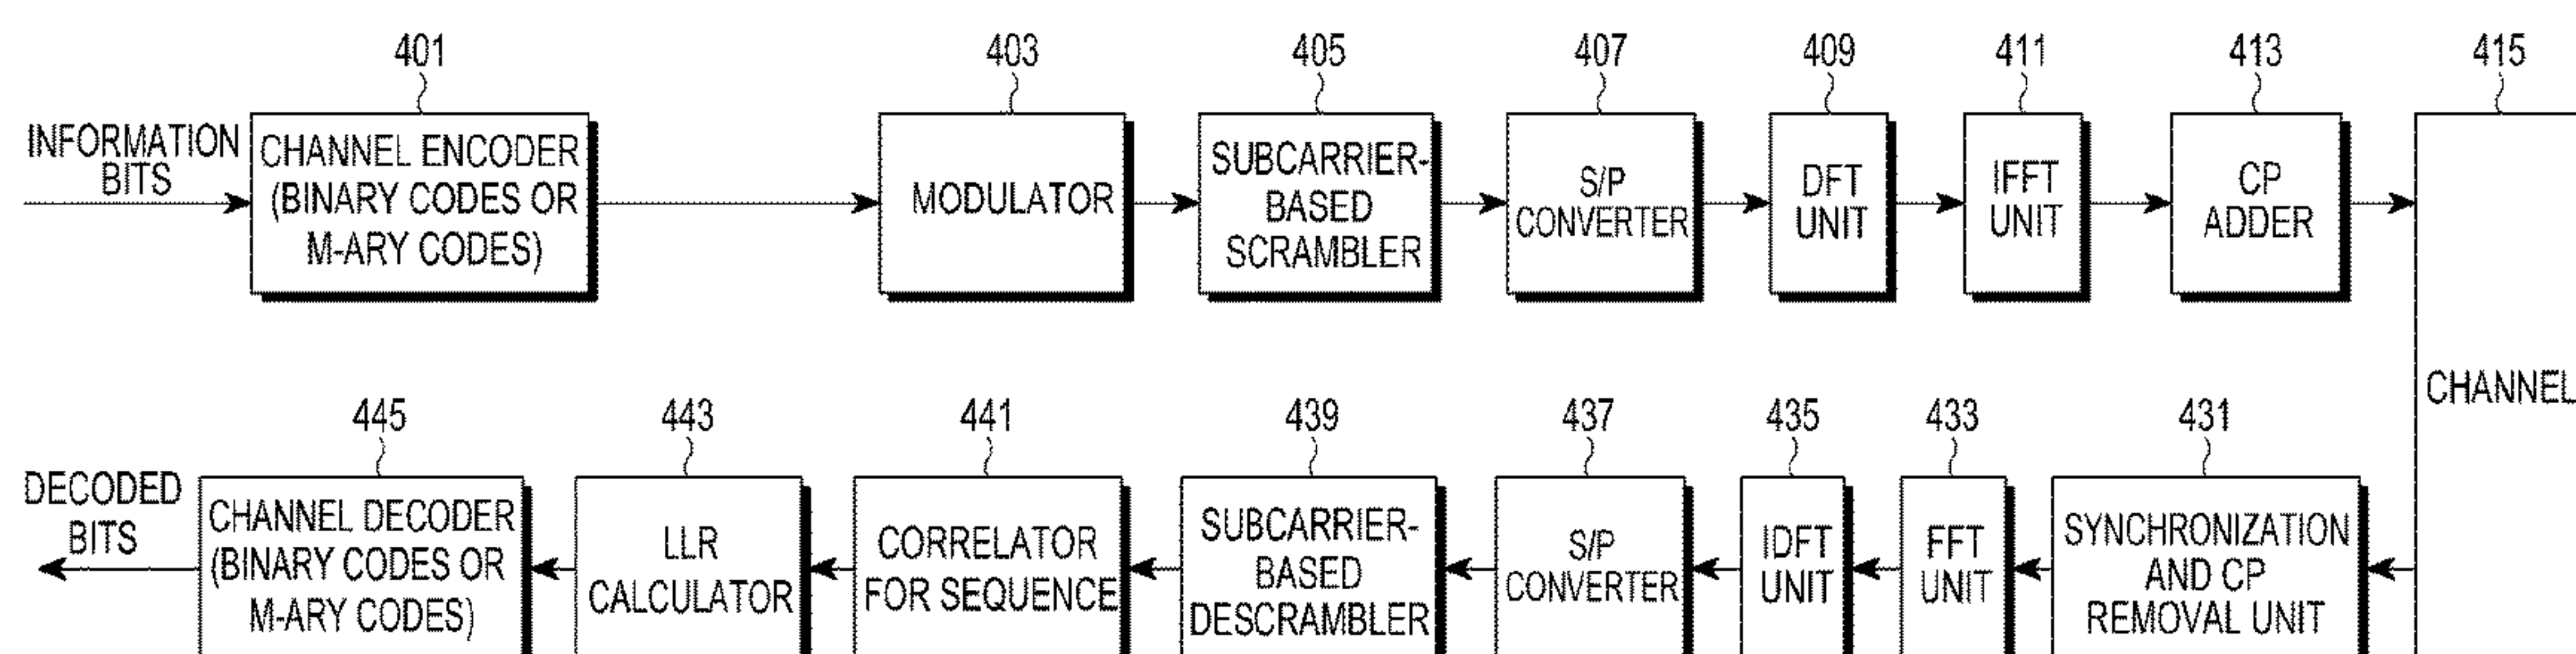 401
403
405
407
409
411
413
415
INFORMATION
BITS
CHANNEL ENCODER
(BINARY CODES OR
M-ARY CODES)
MODULATOR
SUBCARRIER-
BASED
SCRAMBLER
S/P
CONVERTER
DFT
UNIT
IFFT
UNIT
CP
ADDER
CHANNEL
445
443
441
439
437
435
433
431
DECODED
BITS
CHANNEL DECODER
(BINARY CODES OR
M-ARY CODES)
LLR
CALCULATOR
CORRELATOR
FOR SEQUENCE
SUBCARRIER-
BASED
DESCRAMBLER
S/P
CONVERTER
IDFT
UNIT
FFT
UNIT
SYNCHRONIZATION
AND CP
REMOVAL UNIT